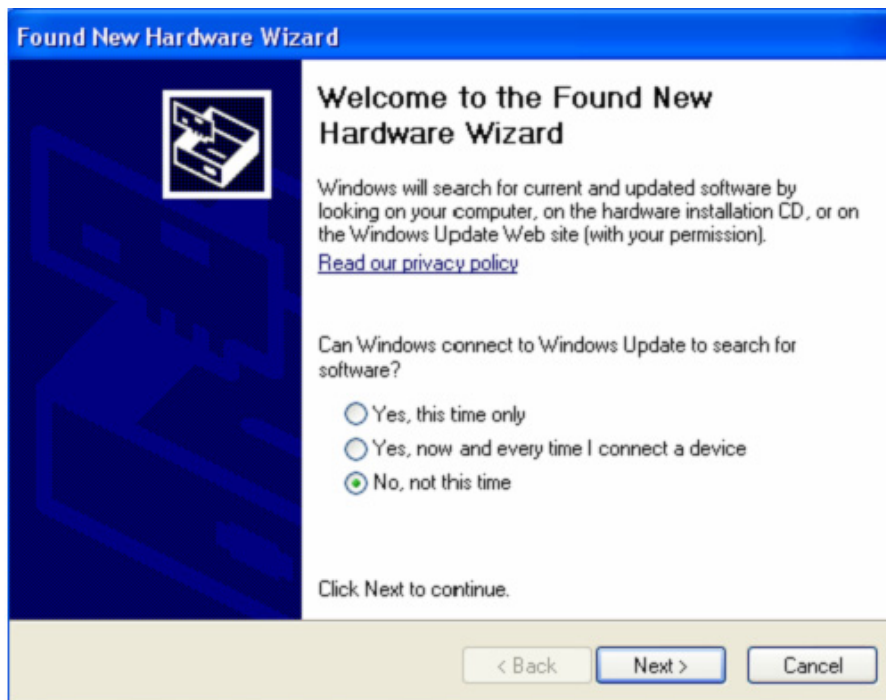 Found New Hardware Wizard
Welcome to the Found New
Hardware Wizard
Windows will search for current and updated software by
looking on your computer, on the hardware installation CD, or on
the Windows Update Web site (with your permission).
Read our privacy policy
Can Windows connect to Windows Update to search for
software?
Yes, this time only
Yes, now and every time I connect a device
No, not this time
Click Next to continue.
< Back Next > Cancel